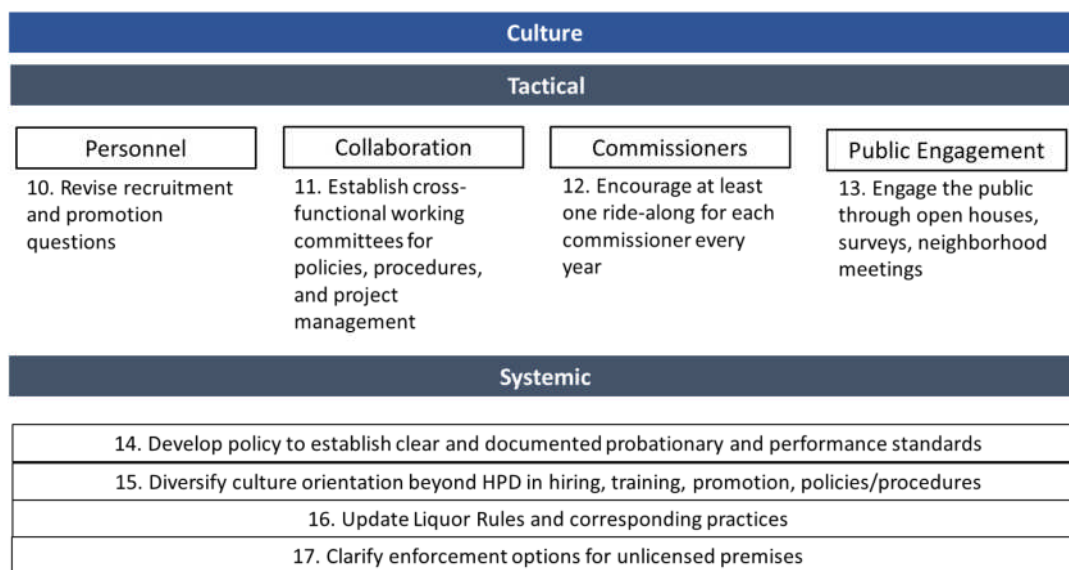 Culture
Tactical
Personnel
10. Revise recruitment
and promotion
questions
Collaboration
11. Establish cross-
functional working
committees for
policies, procedures,
and project
management
Commissioners
12. Encourage at least
one ride-along for each
commissioner every
year
Public Engagement
13. Engage the public
through open houses,
surveys, neighborhood
meetings
Systemic
14. Develop policy to establish clear and documented probationary and performance standards
15. Diversify culture orientation beyond HPD in hiring, training, promotion, policies/procedures
16. Update Liquor Rules and corresponding practices
17. Clarify enforcement options for unlicensed premises